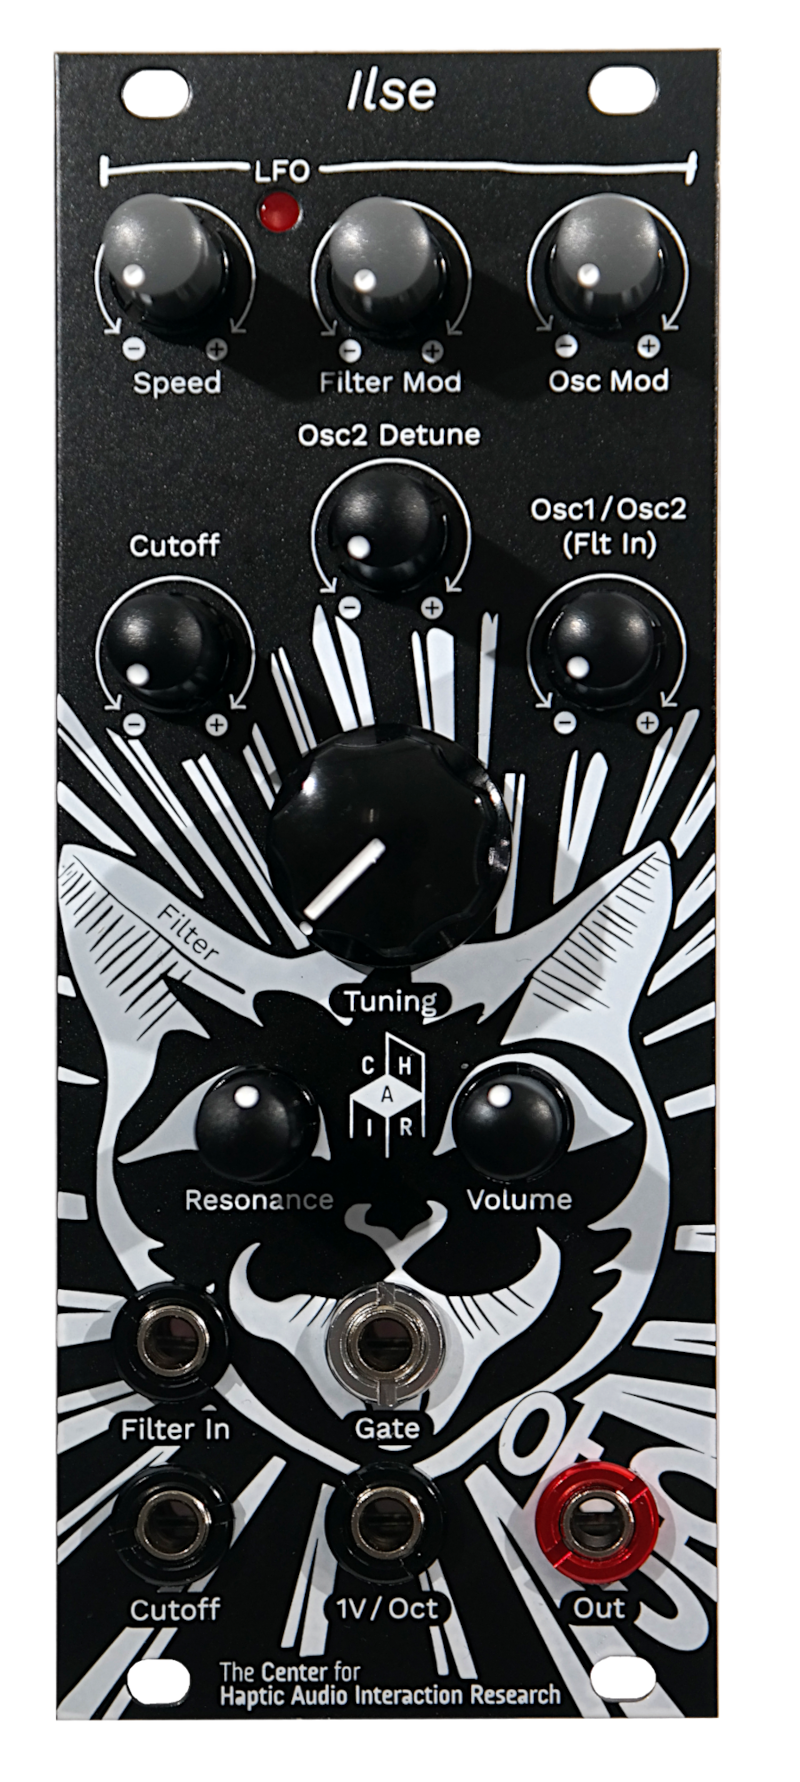 Ilse
LFO
Speed
Filter Mod
Osc Mod
Osc2 Detune
Osc1/Osc2
(Flt In)
Cutoff
Filter
Tuning
C H
A
I R
Resonance
Volume
Filter In
Gate
Cutoff
1V/Oct
Out
The Center for
Haptic Audio Interaction Research